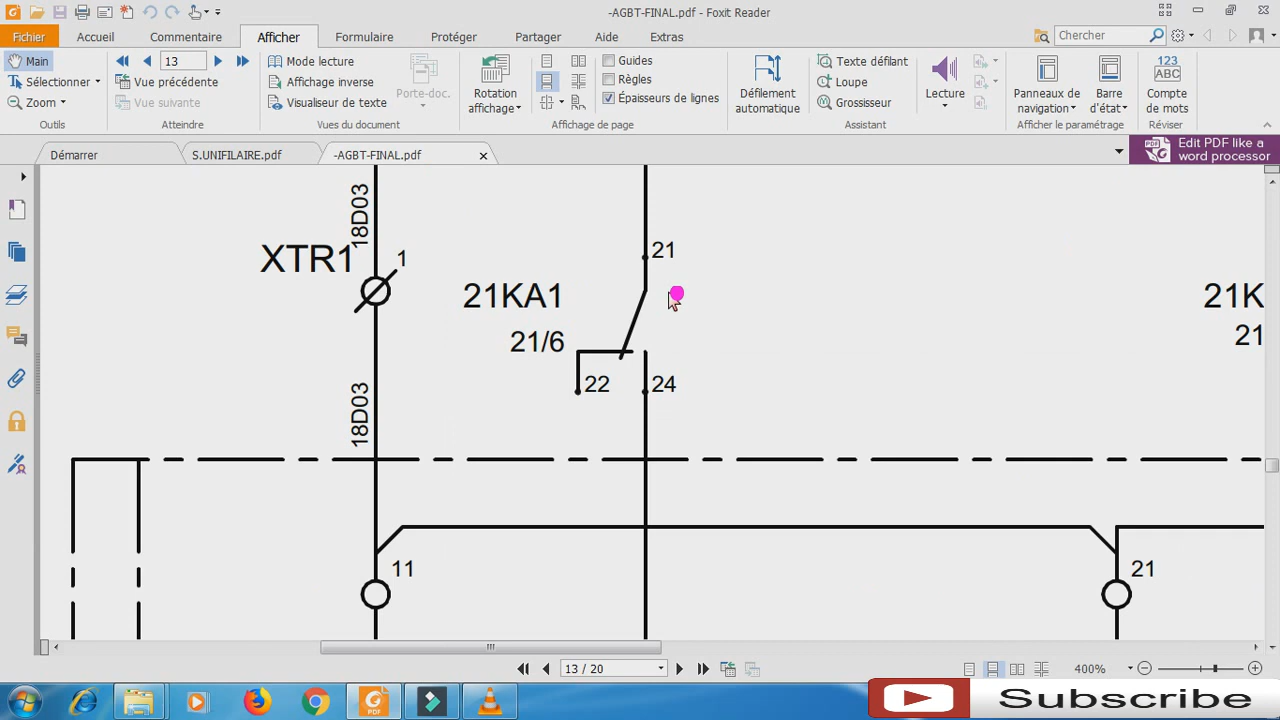 -AGBT-FINAL.pdf - Foxit Reader
Fichier Accueil Commentaire Afficher Formulaire Protéger Partager Aide Extras Chercher
Main 13 Mode lecture Guides Texte défilant 123
Sélectionner Vue précédente Affichage inverse Règles Loupe ABC
Zoom Vue suivante Visualiseur de texte Porte-doc. Rotation affichage Épaisseurs de lignes Défilement automatique Grossisseur Lecture Panneaux de navigation Barre d'état Compte de mots
Outils Atteindre Vues du document Affichage de page Assistant Afficher le paramétrage Réviser
Démarrer S.UNIFILAIRE.pdf -AGBT-FINAL.pdf Edit PDF like a
word processor
18D03
XTR1 1 21
21KA1 21K
21/6 21
22 24
18D03
11 21
13 / 20 400%
PDF Subscribe